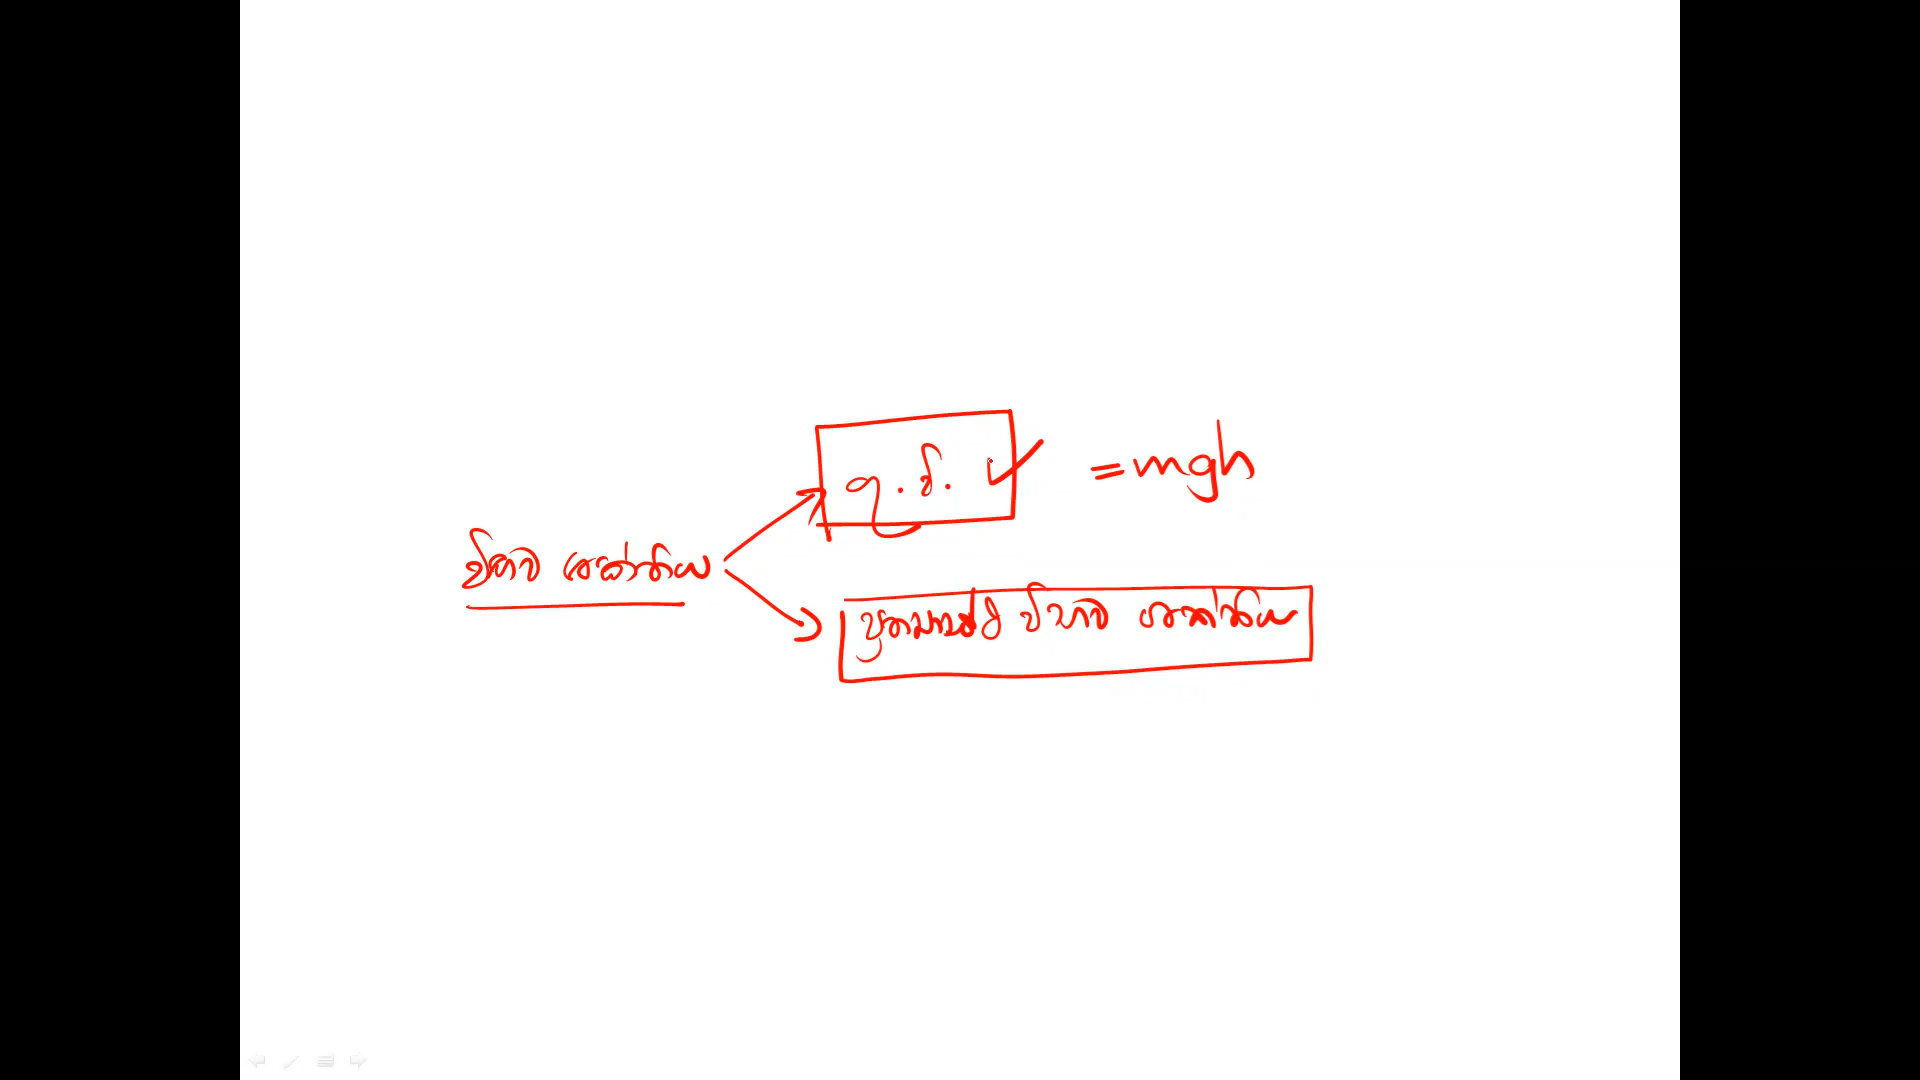 ගු.වි. = mgh
විභව ශක්තිය
ප්‍රත්‍යාස්ථ විභව ශක්තිය